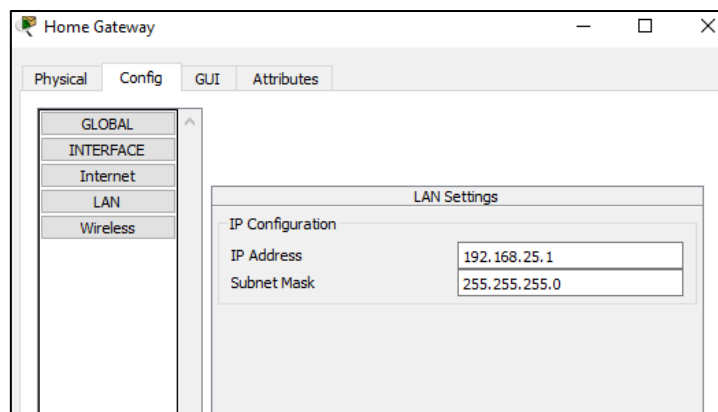 Home Gateway
Physical Config GUI Attributes
GLOBAL
INTERFACE
Internet
LAN
Wireless
LAN Settings
IP Configuration
IP Address 192.168.25.1
Subnet Mask 255.255.255.0